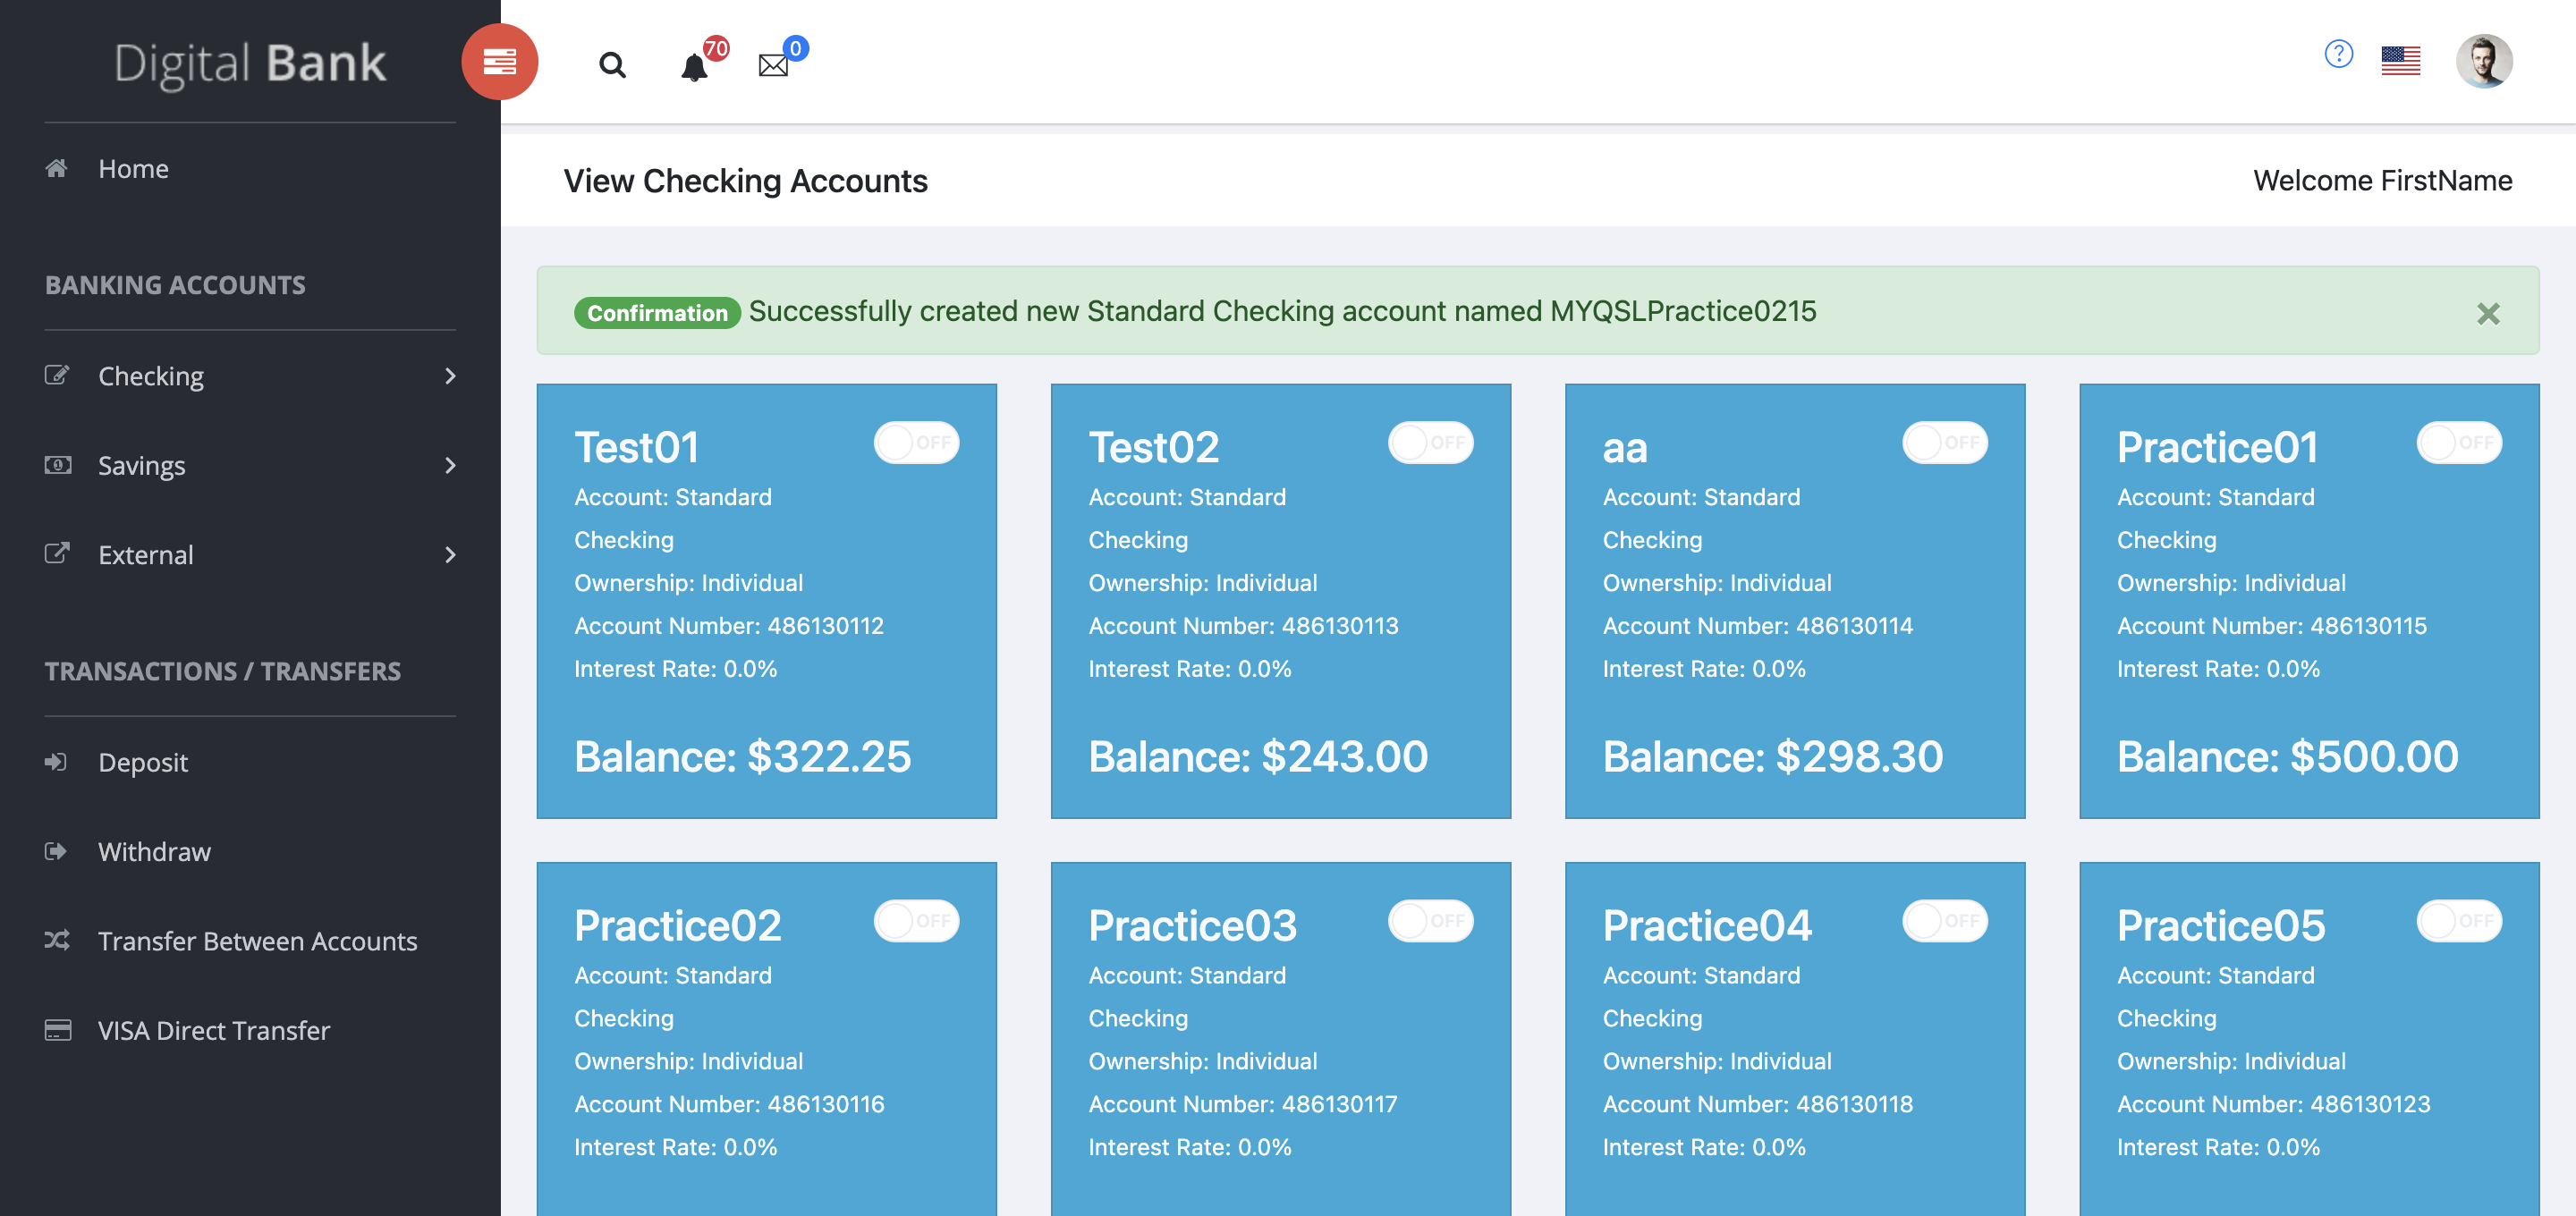 Digital Bank
70
0
?
Home
View Checking Accounts
Welcome FirstName
BANKING ACCOUNTS
Confirmation Successfully created new Standard Checking account named MYQSLPractice0215
×
Checking
Savings
External
TRANSACTIONS / TRANSFERS
Deposit
Withdraw
Transfer Between Accounts
VISA Direct Transfer
Test01
OFF
Account: Standard
Checking
Ownership: Individual
Account Number: 486130112
Interest Rate: 0.0%
Balance: $322.25
Test02
OFF
Account: Standard
Checking
Ownership: Individual
Account Number: 486130113
Interest Rate: 0.0%
Balance: $243.00
aa
OFF
Account: Standard
Checking
Ownership: Individual
Account Number: 486130114
Interest Rate: 0.0%
Balance: $298.30
Practice01
OFF
Account: Standard
Checking
Ownership: Individual
Account Number: 486130115
Interest Rate: 0.0%
Balance: $500.00
Practice02
OFF
Account: Standard
Checking
Ownership: Individual
Account Number: 486130116
Interest Rate: 0.0%
Practice03
OFF
Account: Standard
Checking
Ownership: Individual
Account Number: 486130117
Interest Rate: 0.0%
Practice04
OFF
Account: Standard
Checking
Ownership: Individual
Account Number: 486130118
Interest Rate: 0.0%
Practice05
OFF
Account: Standard
Checking
Ownership: Individual
Account Number: 486130123
Interest Rate: 0.0%